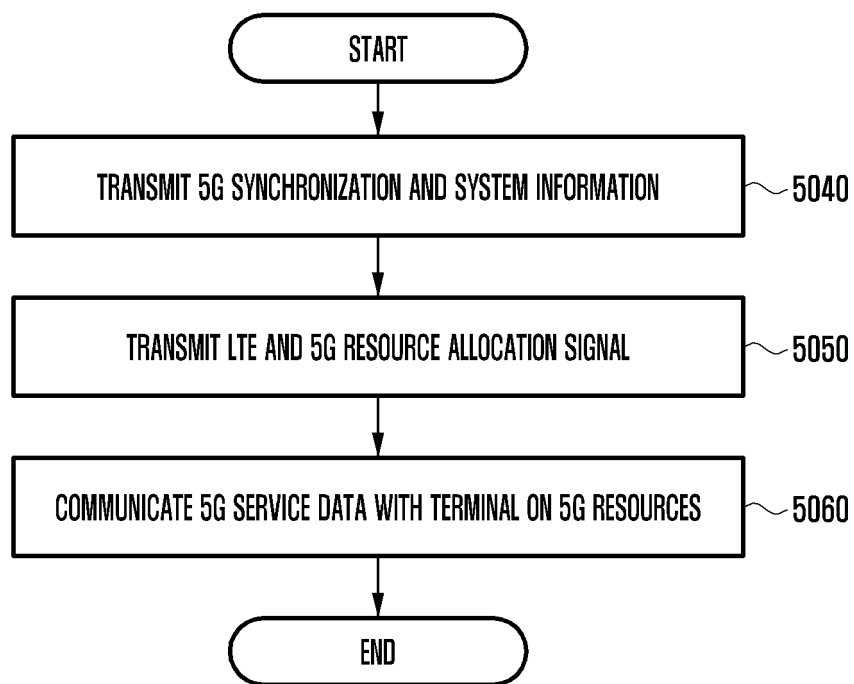 START
TRANSMIT 5G SYNCHRONIZATION AND SYSTEM INFORMATION
5040
TRANSMIT LTE AND 5G RESOURCE ALLOCATION SIGNAL
5050
COMMUNICATE 5G SERVICE DATA WITH TERMINAL ON 5G RESOURCES
5060
END